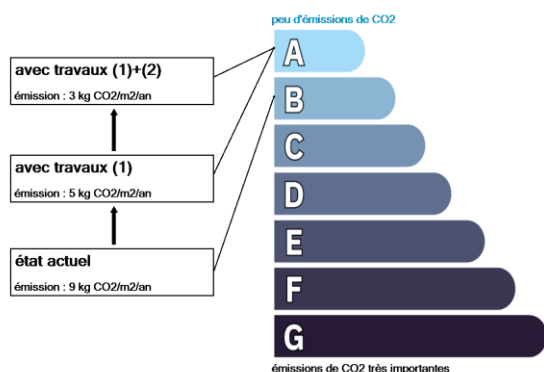 peu d'émissions de CO2
avec travaux (1)+(2)
émission : 3 kg CO2/m2/an
avec travaux (1)
émission : 5 kg CO2/m2/an
état actuel
émission : 9 kg CO2/m2/an
A
B
C
D
E
F
G
émissions de CO2 très importantes